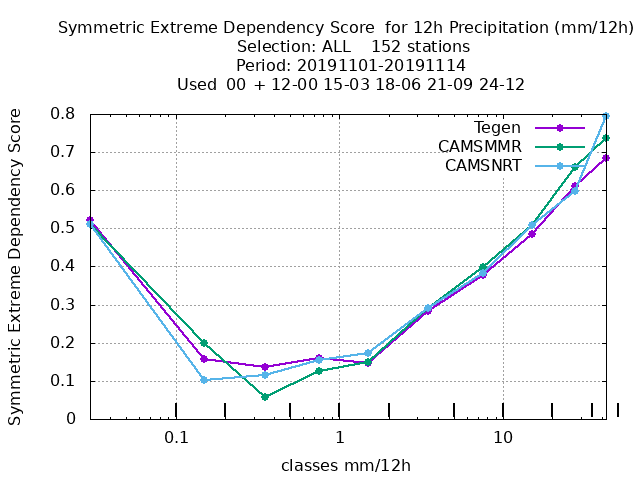 Symmetric Extreme Dependency Score  for 12h Precipitation (mm/12h)
Selection: ALL    152 stations
Period: 20191101-20191114
Used  00 + 12-00 15-03 18-06 21-09 24-12
Symmetric Extreme Dependency Score
0.8
0.7
0.6
0.5
0.4
0.3
0.2
0.1
0
Tegen
CAMSMMR
CAMSNRT
0.1
1
10
classes mm/12h